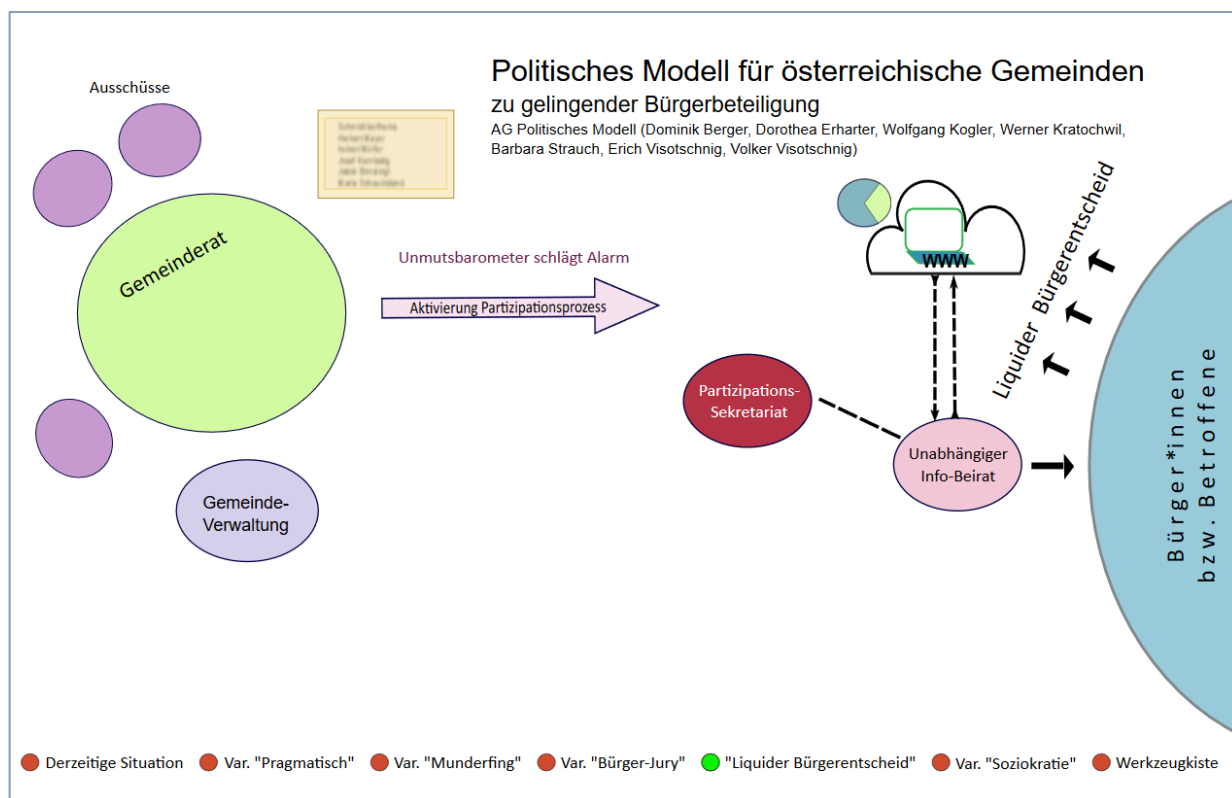 Politisches Modell für österreichische Gemeinden
zu gelingender Bürgerbeteiligung
AG Politisches Modell (Dominik Berger, Dorothea Erharter, Wolfgang Kogler, Werner Kratochwil,
Barbara Strauch, Erich Visotschnig, Volker Visotschnig)
Ausschüsse
Gemeinderat
Unmutsbarometer schlägt Alarm
Aktivierung Partizipationsprozess
WWW
Liquider Bürgerentscheid
Partizipations-
Sekretariat
Unabhängiger
Info-Beirat
Bürger*innen
bzw. Betroffene
Gemeinde-
Verwaltung
Derzeitige Situation
Var. "Pragmatisch"
Var. "Munderfing"
Var. "Bürger-Jury"
"Liquider Bürgerentscheid"
Var. "Soziokratie"
Werkzeugkiste